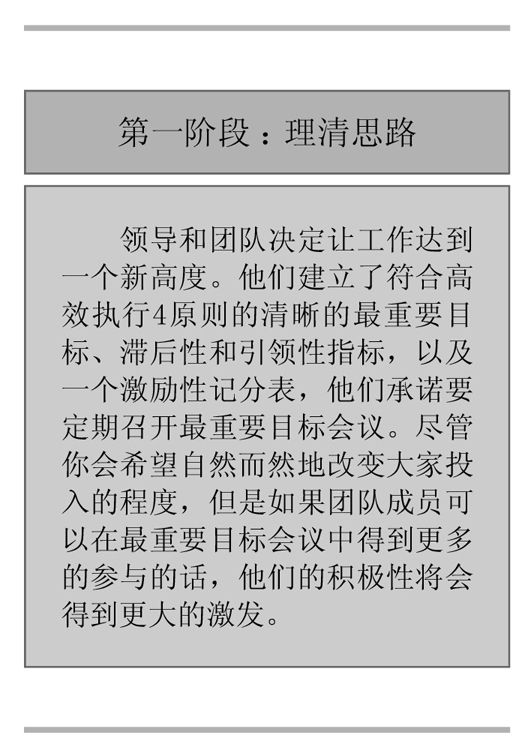 第一阶段：理清思路
领导和团队决定让工作达到
一个新高度。他们建立了符合高
效执行4原则的清晰的最重要目
标、滞后性和引领性指标，以及
一个激励性记分表，他们承诺要
定期召开最重要目标会议。尽管
你会希望自然而然地改变大家投
入的程度，但是如果团队成员可
以在最重要目标会议中得到更多
的参与的话，他们的积极性将会
得到更大的激发。